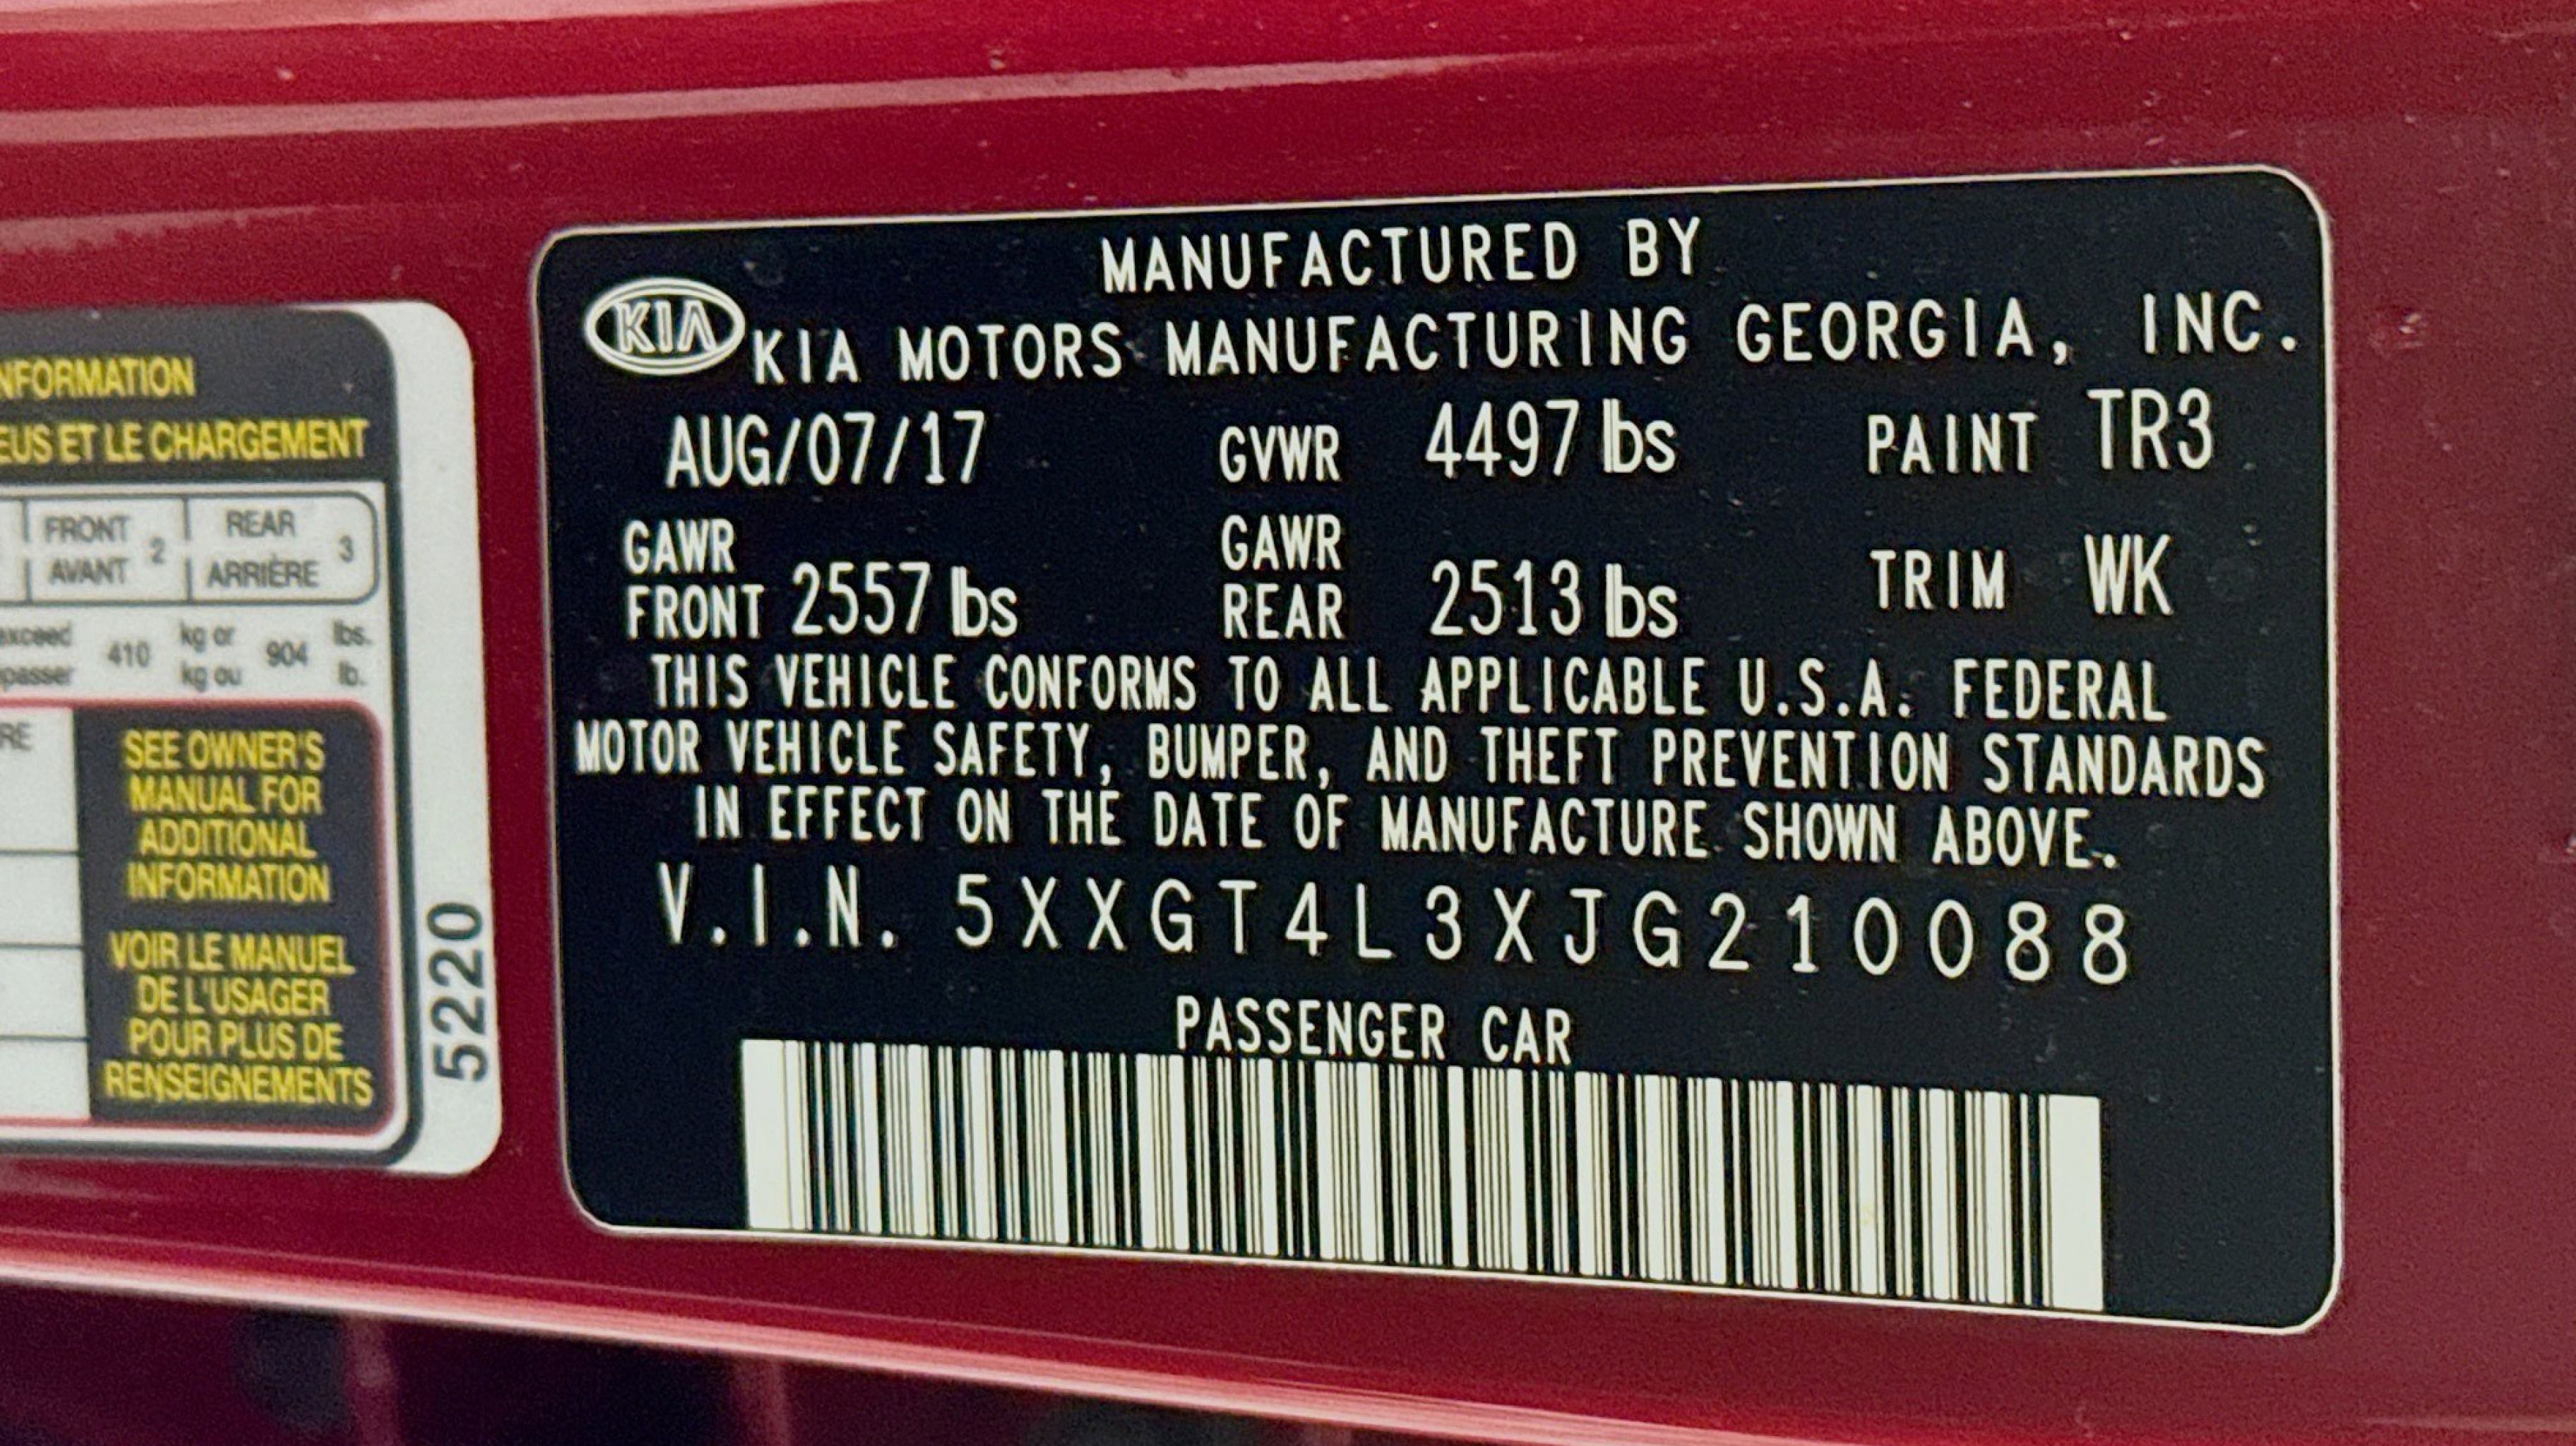 NFORMATION
EUS ET LE CHARGEMENT
FRONT 2 REAR 3
AVANT ARRIÈRE
exceed 410 kg or 904 lbs.
passer kg ou lb.
RE
SEE OWNER'S
MANUAL FOR
ADDITIONAL
INFORMATION
VOIR LE MANUEL
DE L'USAGER
POUR PLUS DE
RENSEIGNEMENTS
5220
MANUFACTURED BY
KIA KIA MOTORS MANUFACTURING GEORGIA, INC.
AUG/07/17 GVWR 4497 lbs PAINT TR3
GAWR GAWR
FRONT 2557 lbs REAR 2513 lbs TRIM WK
THIS VEHICLE CONFORMS TO ALL APPLICABLE U.S.A. FEDERAL
MOTOR VEHICLE SAFETY, BUMPER, AND THEFT PREVENTION STANDARDS
IN EFFECT ON THE DATE OF MANUFACTURE SHOWN ABOVE.
V.I.N. 5XXGT4L3XJG210088
PASSENGER CAR